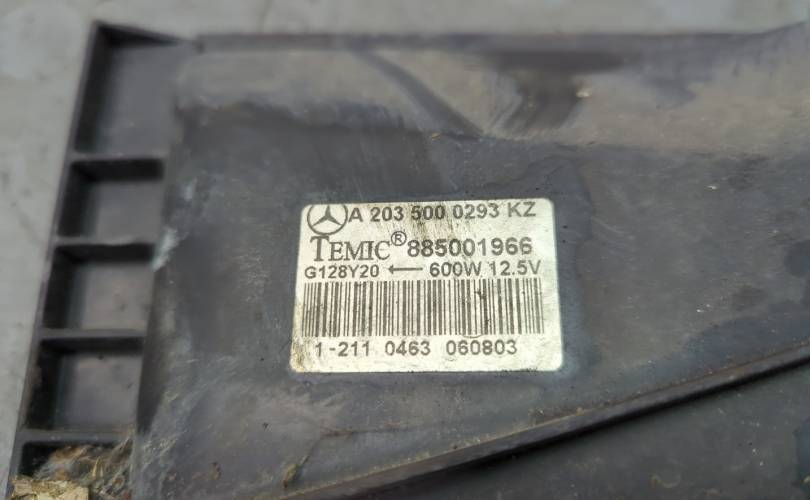 A 203 500 0293 KZ
TEMIC® 885001966
G128Y20 ← 600W 12.5V
1-211 0463 060803